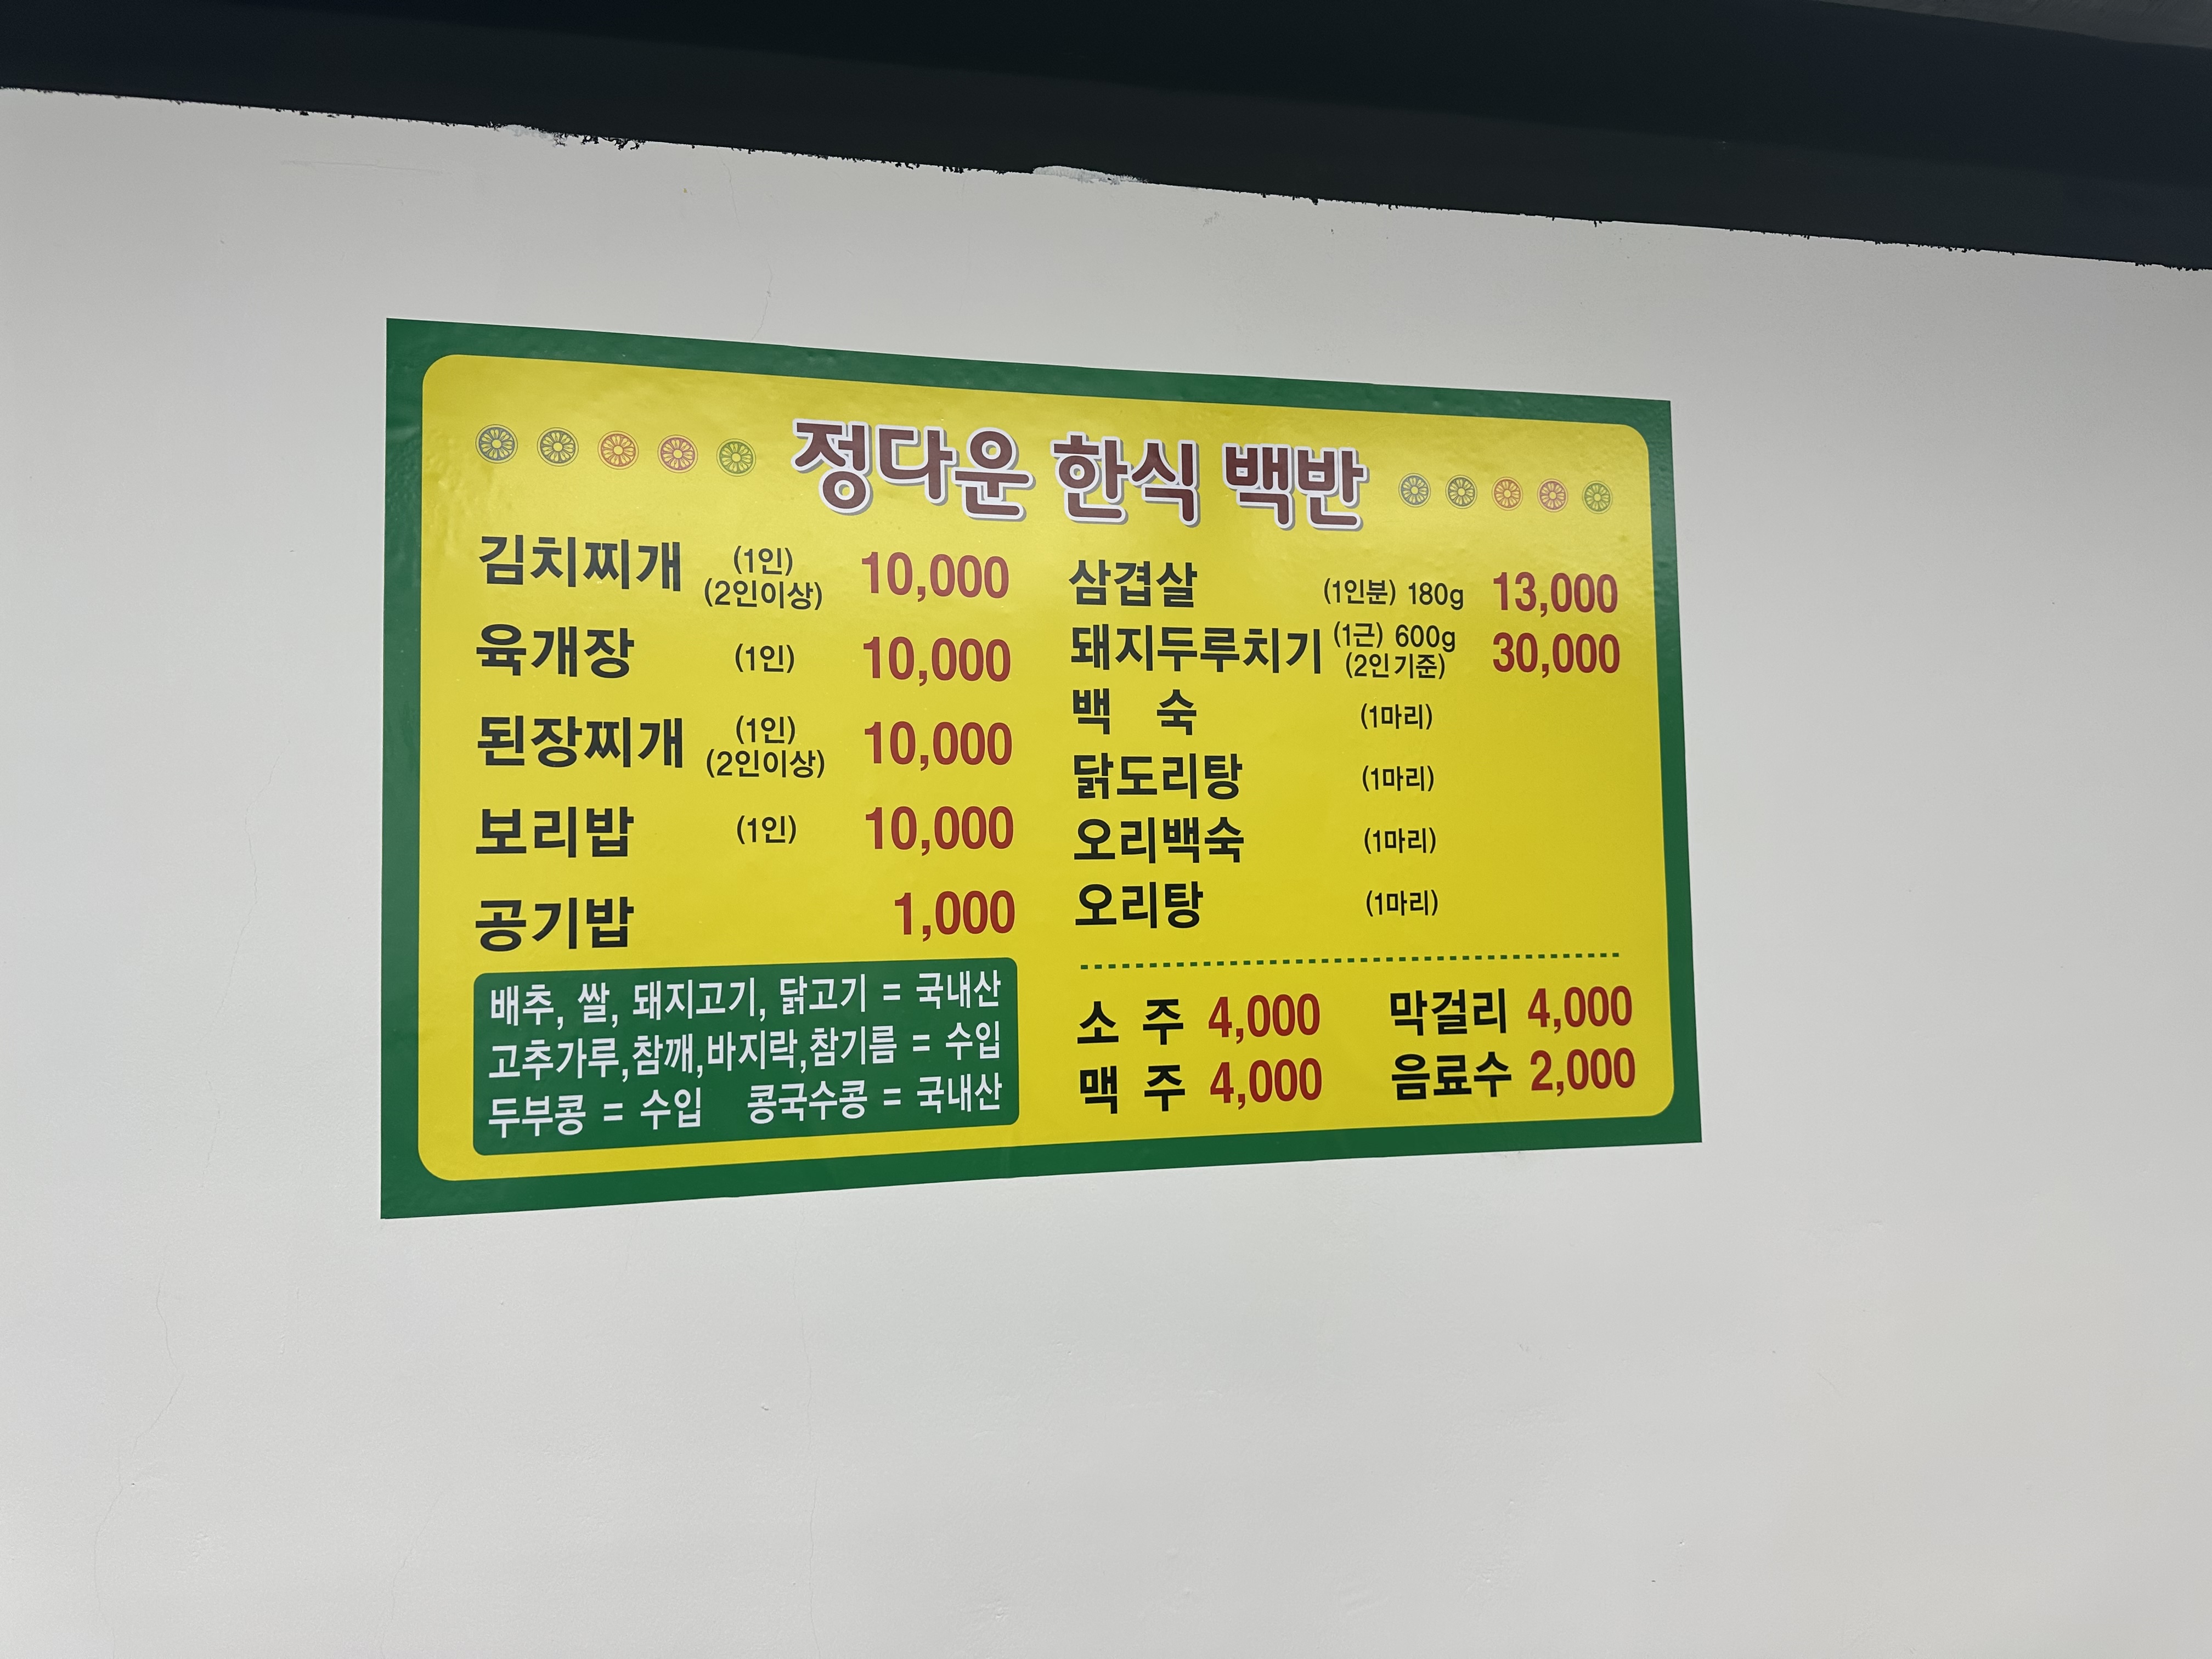 정다운 한식 백반
김치찌개 (1인) (2인이상) 10,000
육개장 (1인) 10,000
된장찌개 (1인) (2인이상) 10,000
보리밥 (1인) 10,000
공기밥 1,000
배추, 쌀, 돼지고기, 닭고기 = 국내산
고추가루,참깨,바지락,참기름 = 수입
두부콩 = 수입 콩국수콩 = 국내산
삼겹살 (1인분) 180g 13,000
돼지두루치기 (1근) 600g (2인기준) 30,000
백 숙 (1마리)
닭도리탕 (1마리)
오리백숙 (1마리)
오리탕 (1마리)
소 주 4,000 막걸리 4,000
맥 주 4,000 음료수 2,000